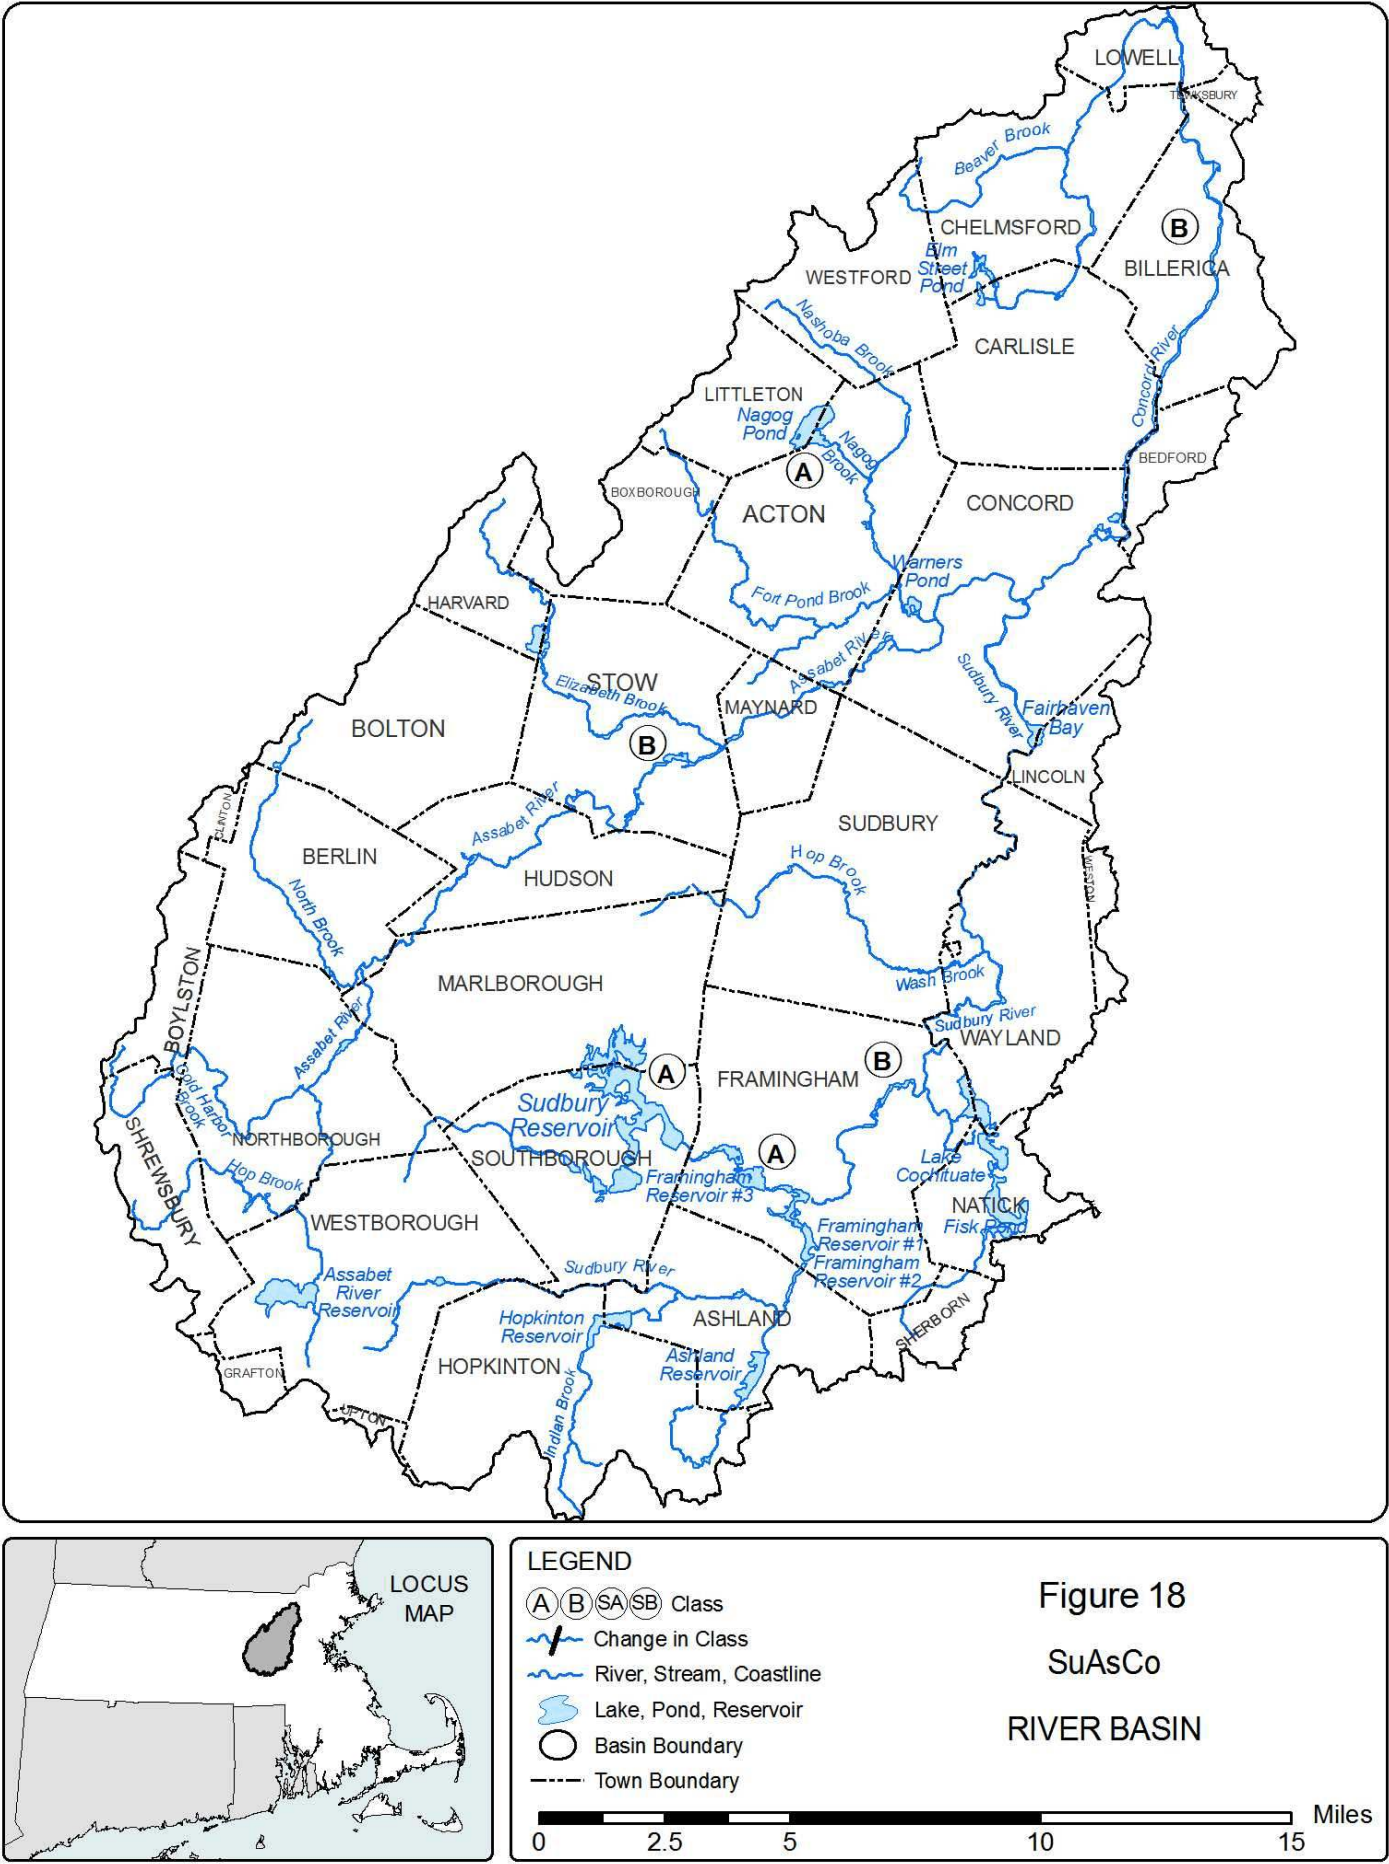 LOWELL
TEWKSBURY
Beaver Brook
CHELMSFORD
B
Elm
Street
Pond
WESTFORD
BILLERICA
Nashoba Brook
CARLISLE
Concord River
LITTLETON
Nagog
Pond
Nagog
Brook
A
BEDFORD
BOXBOROUGH
ACTON
CONCORD
Warners
Pond
HARVARD
Fort Pond Brook
Assabet River
STOW
Elizabeth Brook
MAYNARD
Sudbury River
Fairhaven
Bay
BOLTON
B
LINCOLN
CLINTON
Assabet River
SUDBURY
BERLIN
Hop Brook
HUDSON
WESTON
North Brook
MARLBOROUGH
Wash Brook
BOYLSTON
Assabet River
Sudbury River
WAYLAND
A
B
FRAMINGHAM
Cold Harbor
Brook
Sudbury
Reservoir
NORTHBOROUGH
SHREWSBURY
SOUTHBOROUGH
A
Lake
Cochituate
Hop Brook
Framingham
Reservoir #3
NATICK
Fisk Pond
WESTBOROUGH
Framingham
Reservoir #1
Framingham
Reservoir #2
Sudbury River
Assabet
River
Reservoir
Hopkinton
Reservoir
ASHLAND
SHERBORN
GRAFTON
HOPKINTON
Ashland
Reservoir
UPTON
Indian Brook
LOCUS
MAP
LEGEND
A B SA SB Class
Change in Class
River, Stream, Coastline
Lake, Pond, Reservoir
Basin Boundary
Town Boundary
Figure 18
SuAsCo
RIVER BASIN
Miles
0 2.5 5 10 15